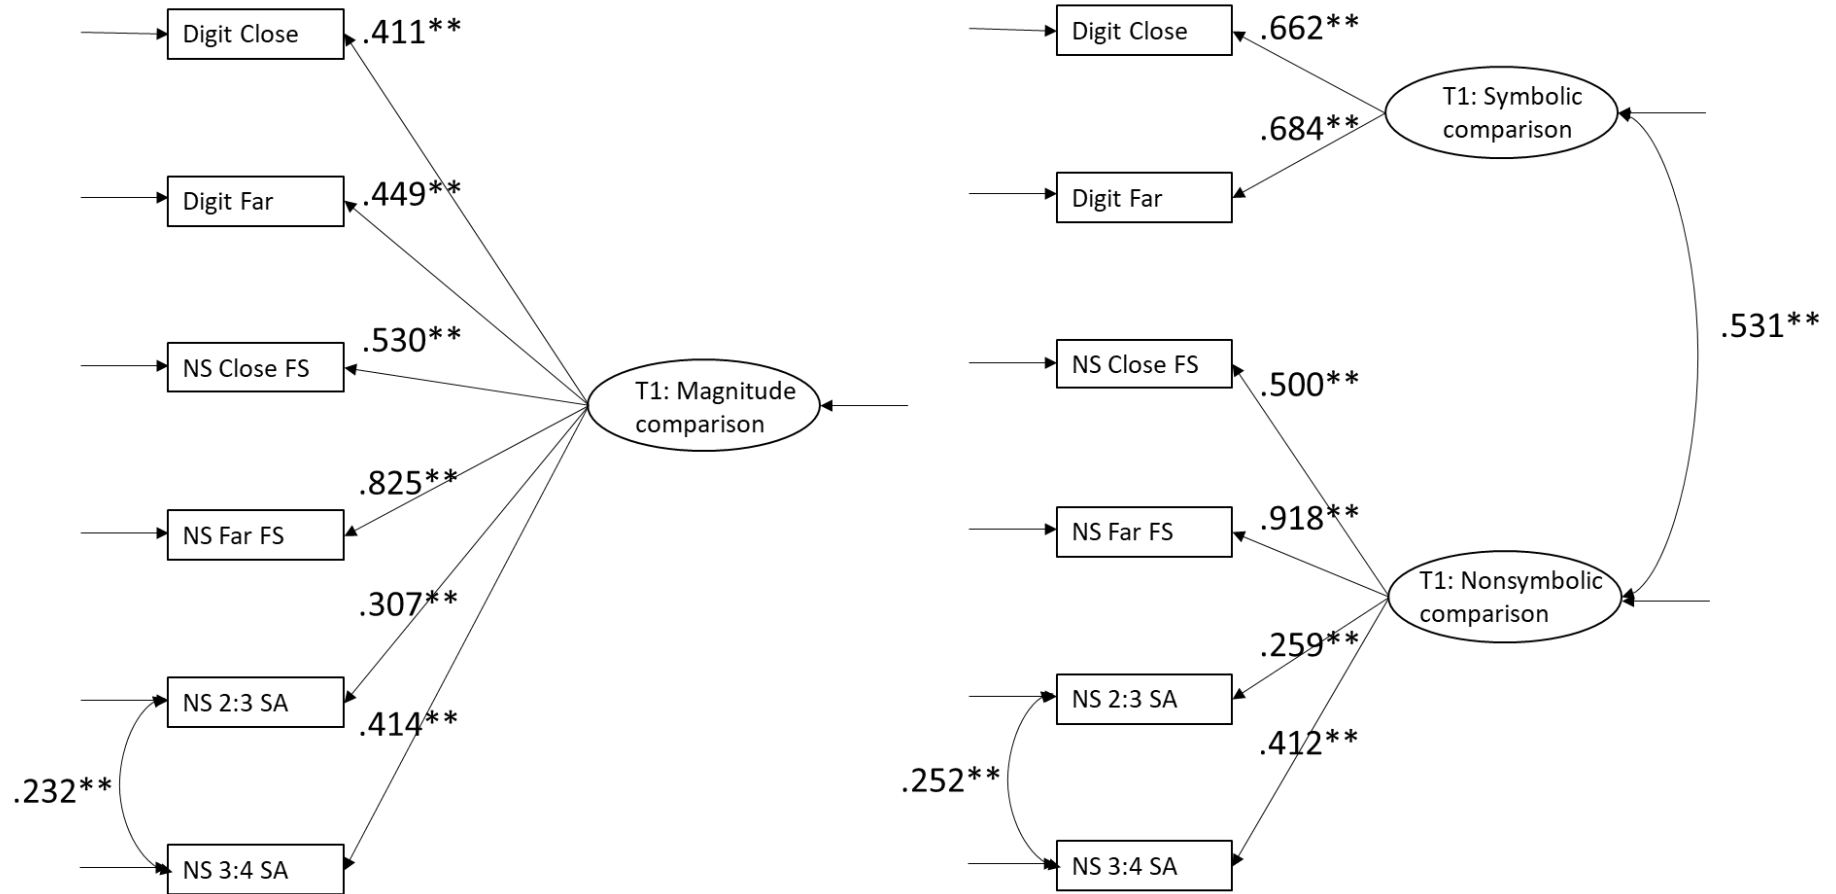 Digit Close
.411**
Digit Far
.449**
NS Close FS
.530**
T1: Magnitude
comparison
NS Far FS
.825**
NS 2:3 SA
.307**
.414**
.232**
NS 3:4 SA
Digit Close
.662**
T1: Symbolic
comparison
.684**
Digit Far
.531**
NS Close FS
.500**
NS Far FS
.918**
T1: Nonsymbolic
comparison
.259**
NS 2:3 SA
.412**
.252**
NS 3:4 SA